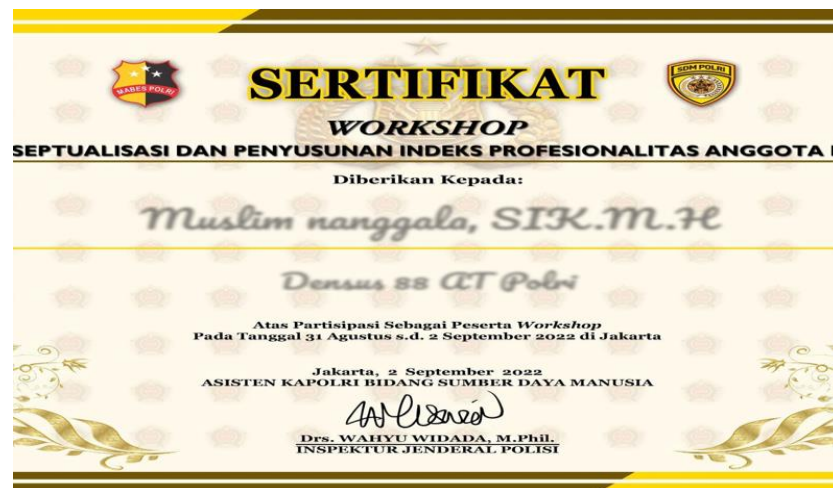 MABES POLRI
SDM POLRI
SERTIFIKAT
WORKSHOP
SEPTUALISASI DAN PENYUSUNAN INDEKS PROFESIONALITAS ANGGOTA
Diberikan Kepada:
Muslim nanggala, SIK.M.H
Densus 88 AT Polri
Atas Partisipasi Sebagai Peserta Workshop
Pada Tanggal 31 Agustus s.d. 2 September 2022 di Jakarta
Jakarta, 2 September 2022
ASISTEN KAPOLRI BIDANG SUMBER DAYA MANUSIA
Drs. WAHYU WIDADA, M.Phil.
INSPEKTUR JENDERAL POLISI